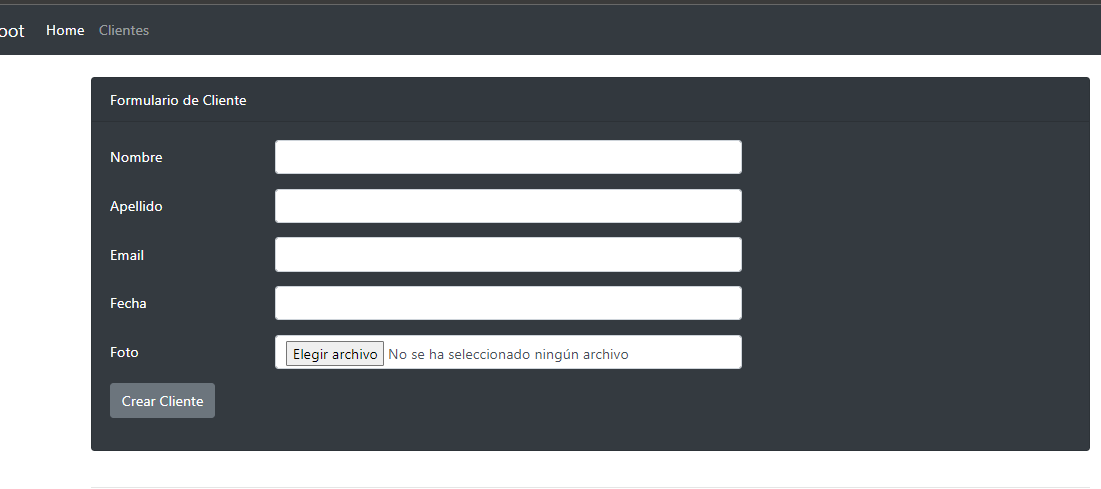 oot Home Clientes
Formulario de Cliente
Nombre
Apellido
Email
Fecha
Foto Elegir archivo No se ha seleccionado ningún archivo
Crear Cliente